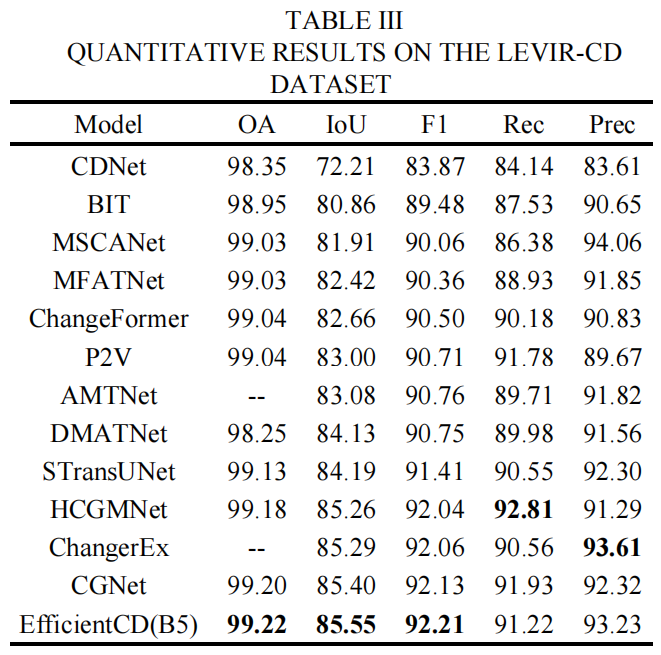 TABLE III
QUANTITATIVE RESULTS ON THE LEVIR-CD
DATASET
Model OA IoU F1 Rec Prec
CDNet 98.35 72.21 83.87 84.14 83.61
BIT 98.95 80.86 89.48 87.53 90.65
MSCANet 99.03 81.91 90.06 86.38 94.06
MFATNet 99.03 82.42 90.36 88.93 91.85
ChangeFormer 99.04 82.66 90.50 90.18 90.83
P2V 99.04 83.00 90.71 91.78 89.67
AMTNet -- 83.08 90.76 89.71 91.82
DMATNet 98.25 84.13 90.75 89.98 91.56
STransUNet 99.13 84.19 91.41 90.55 92.30
HCGMNet 99.18 85.26 92.04 92.81 91.29
ChangerEx -- 85.29 92.06 90.56 93.61
CGNet 99.20 85.40 92.13 91.93 92.32
EfficientCD(B5) 99.22 85.55 92.21 91.22 93.23